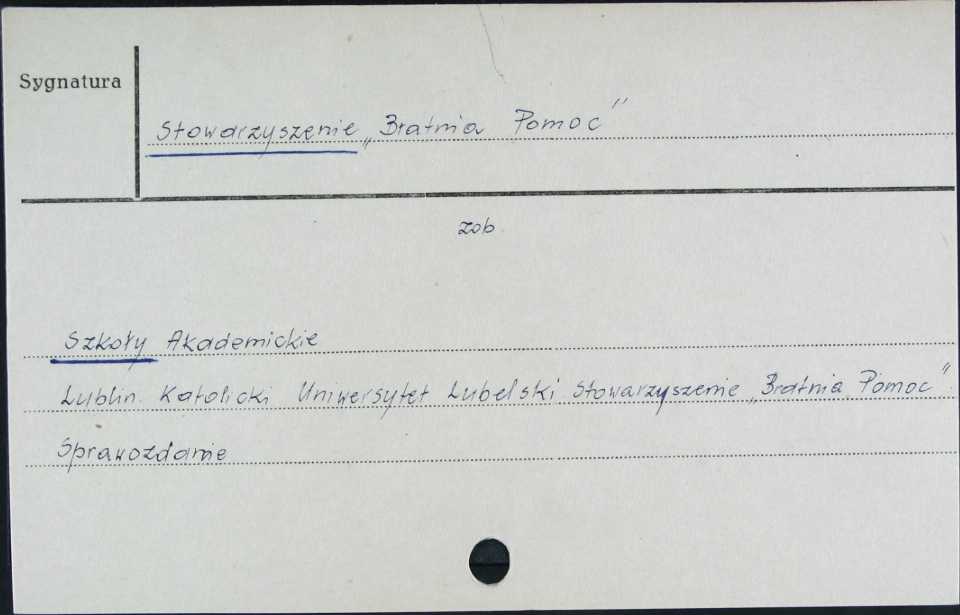 Sygnatura
Stowarzyszenie „Bratnia Pomoc”
zob.
Szkoły Akademickie
Lublin. Katolicki Uniwersytet Lubelski Stowarzyszenie „Bratnia Pomoc”.
Sprawozdanie